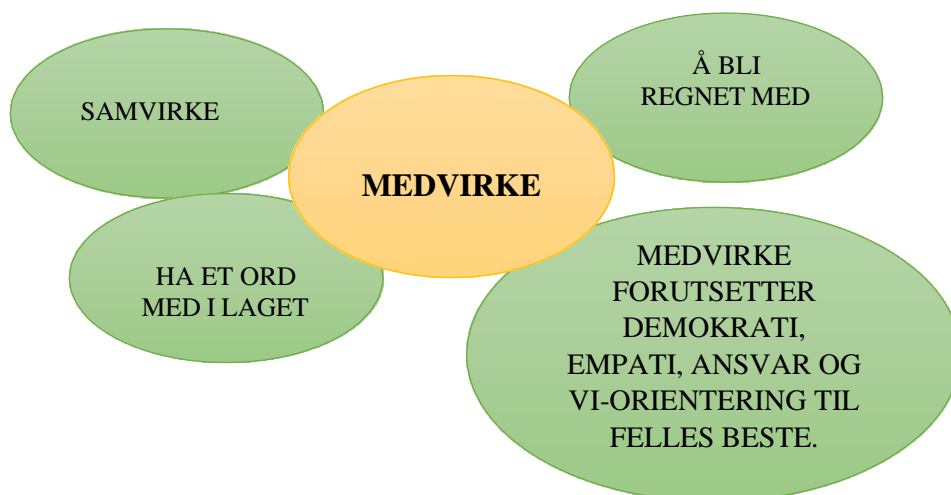 SAMVIRKE
Å BLI
REGNET MED
MEDVIRKE
HA ET ORD
MED I LAGET
MEDVIRKE
FORUTSETTER
DEMOKRATI,
EMPATI, ANSVAR OG
VI-ORIENTERING TIL
FELLES BESTE.